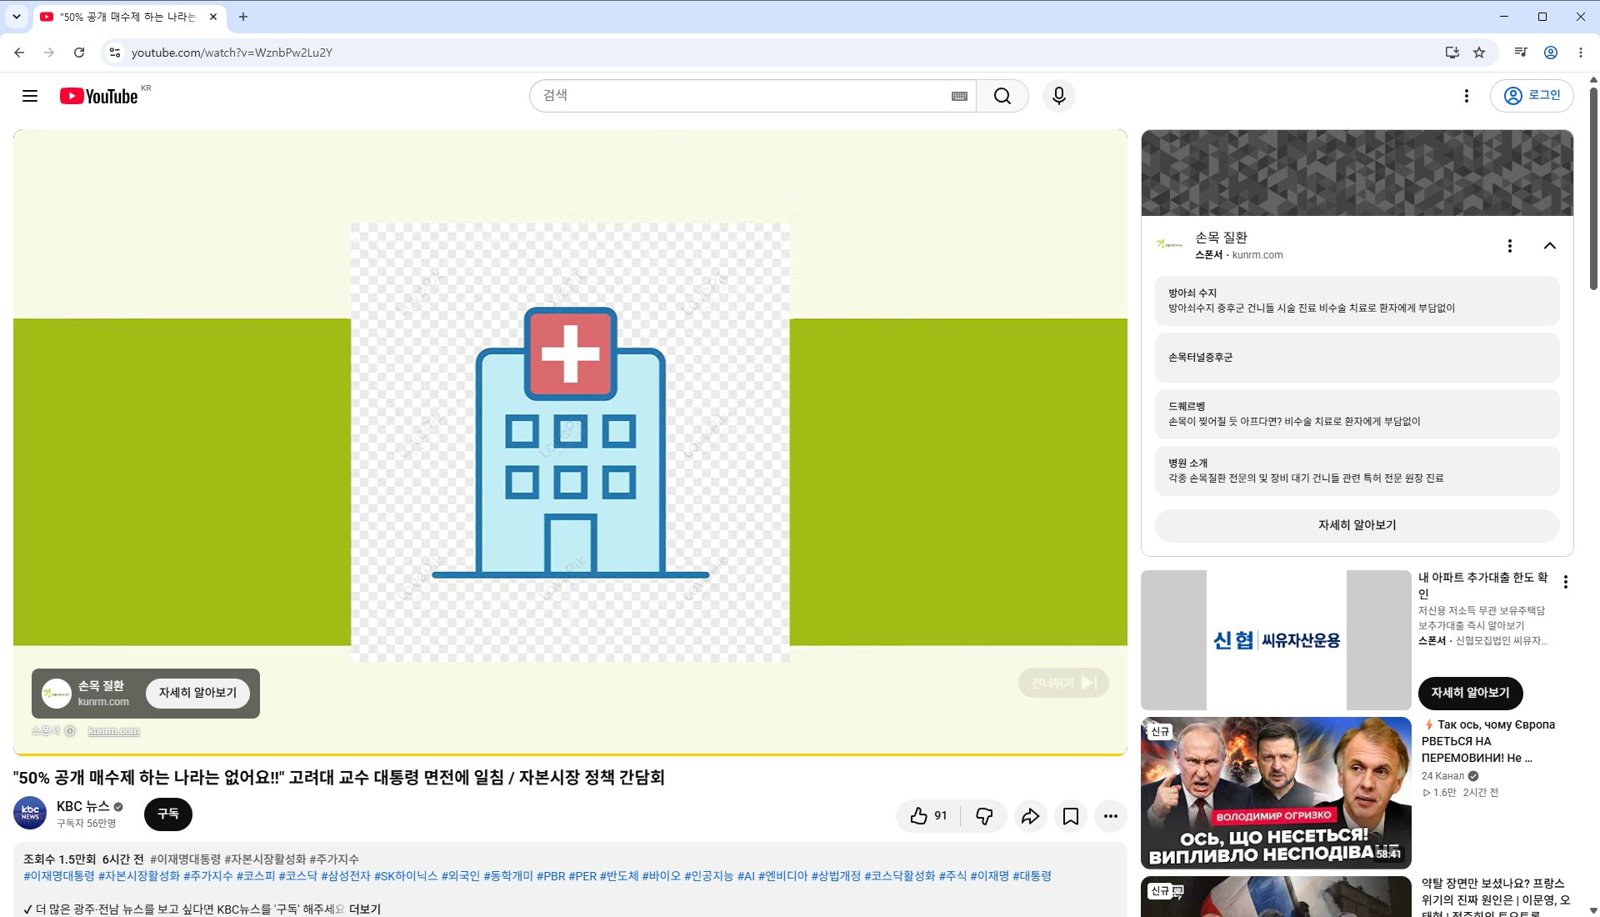 "50% 공개 매수제 하는 나라는
youtube.com/watch?v=WznbPw2Lu2Y
YouTube KR
검색
로그인
손목 질환
스폰서 · kunrm.com
방아쇠 수지
방아쇠수지 증후군 건니들 시술 진료 비수술 치료로 환자에게 부담없이
손목터널증후군
드퀘르벵
손목이 찢어질 듯 아프다면? 비수술 치료로 환자에게 부담없이
병원 소개
각종 손목질환 전문의 및 장비 대기 건니들 관련 특허 전문 원장 진료
자세히 알아보기
Lovepik
손목 질환
kunrm.com
자세히 알아보기
스폰서
kunrm.com
건너뛰기
내 아파트 추가대출 한도 확인
저신용 저소득 무관 보유주택담
보추가대출 즉시 알아보기
스폰서 · 신협모집법인 씨유자...
신협 씨유자산운용
자세히 알아보기
"50% 공개 매수제 하는 나라는 없어요!!" 고려대 교수 대통령 면전에 일침 / 자본시장 정책 간담회
kbc NEWS
KBC 뉴스
구독자 56만명
구독
91
조회수 1.5만회 6시간 전 #이재명대통령 #자본시장활성화 #주가지수
#이재명대통령 #자본시장활성화 #주가지수 #코스피 #코스닥 #삼성전자 #SK하이닉스 #외국인 #동학개미 #PBR #PER #반도체 #바이오 #인공지능 #AI #엔비디아 #상법개정 #코스닥활성화 #주식 #이재명 #대통령
✓ 더 많은 광주·전남 뉴스를 보고 싶다면 KBC뉴스를 '구독' 해주세요 더보기
신규
ВОЛОДИМИР ОГРИЗКО
ОСЬ, ЩО НЕСЕТЬСЯ!
ВИПЛИВЛО НЕСПОДІВА
58:41
⚡ Так ось, чому Європа
РВЕТЬСЯ НА
ПЕРЕМОВИНИ! Не ...
24 Канал
1.6만 2시간 전
신규
약탈 장면만 보셨나요? 프랑스
위기의 진짜 원인은 | 이문영, 오